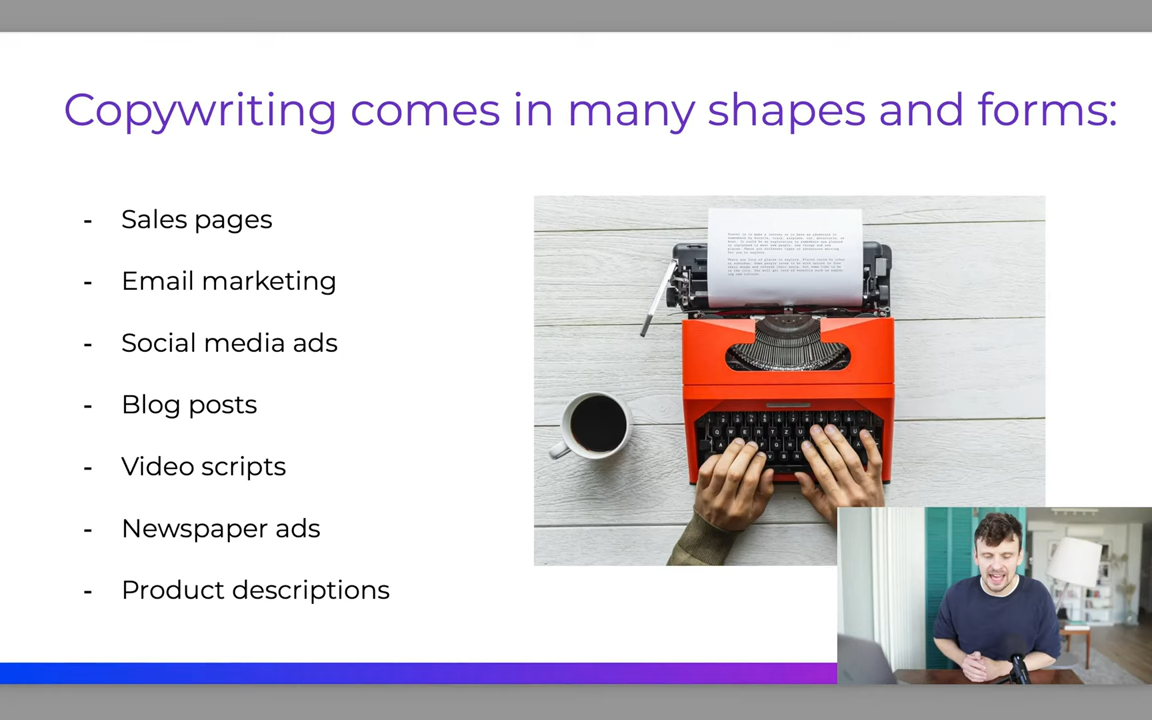 Copywriting comes in many shapes and forms:
- Sales pages
- Email marketing
- Social media ads
- Blog posts
- Video scripts
- Newspaper ads
- Product descriptions